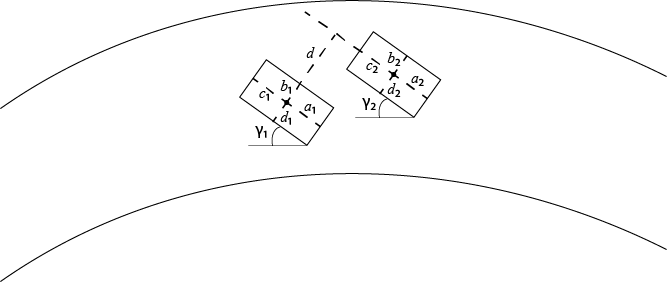 d
b₁
c₁
a₁
d₁
γ₁
b₂
c₂
a₂
d₂
γ₂